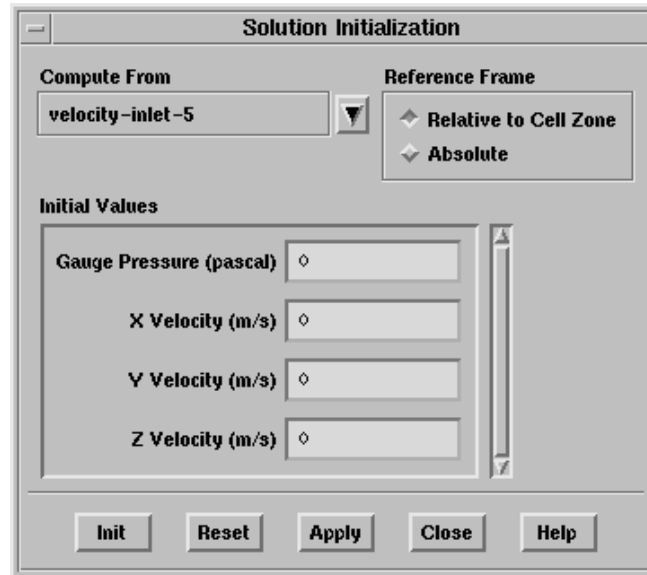 Solution Initialization
Compute From
velocity-inlet-5
Reference Frame
Relative to Cell Zone
Absolute
Initial Values
Gauge Pressure (pascal) 0
X Velocity (m/s) 0
Y Velocity (m/s) 0
Z Velocity (m/s) 0
Init Reset Apply Close Help